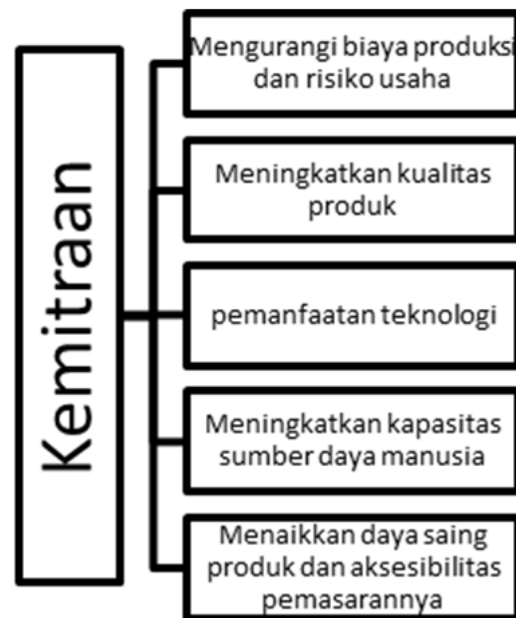 Kemitraan
Mengurangi biaya produksi
dan risiko usaha
Meningkatkan kualitas
produk
pemanfaatan teknologi
Meningkatkan kapasitas
sumber daya manusia
Menaikkan daya saing
produk dan aksesibilitas
pemasarannya